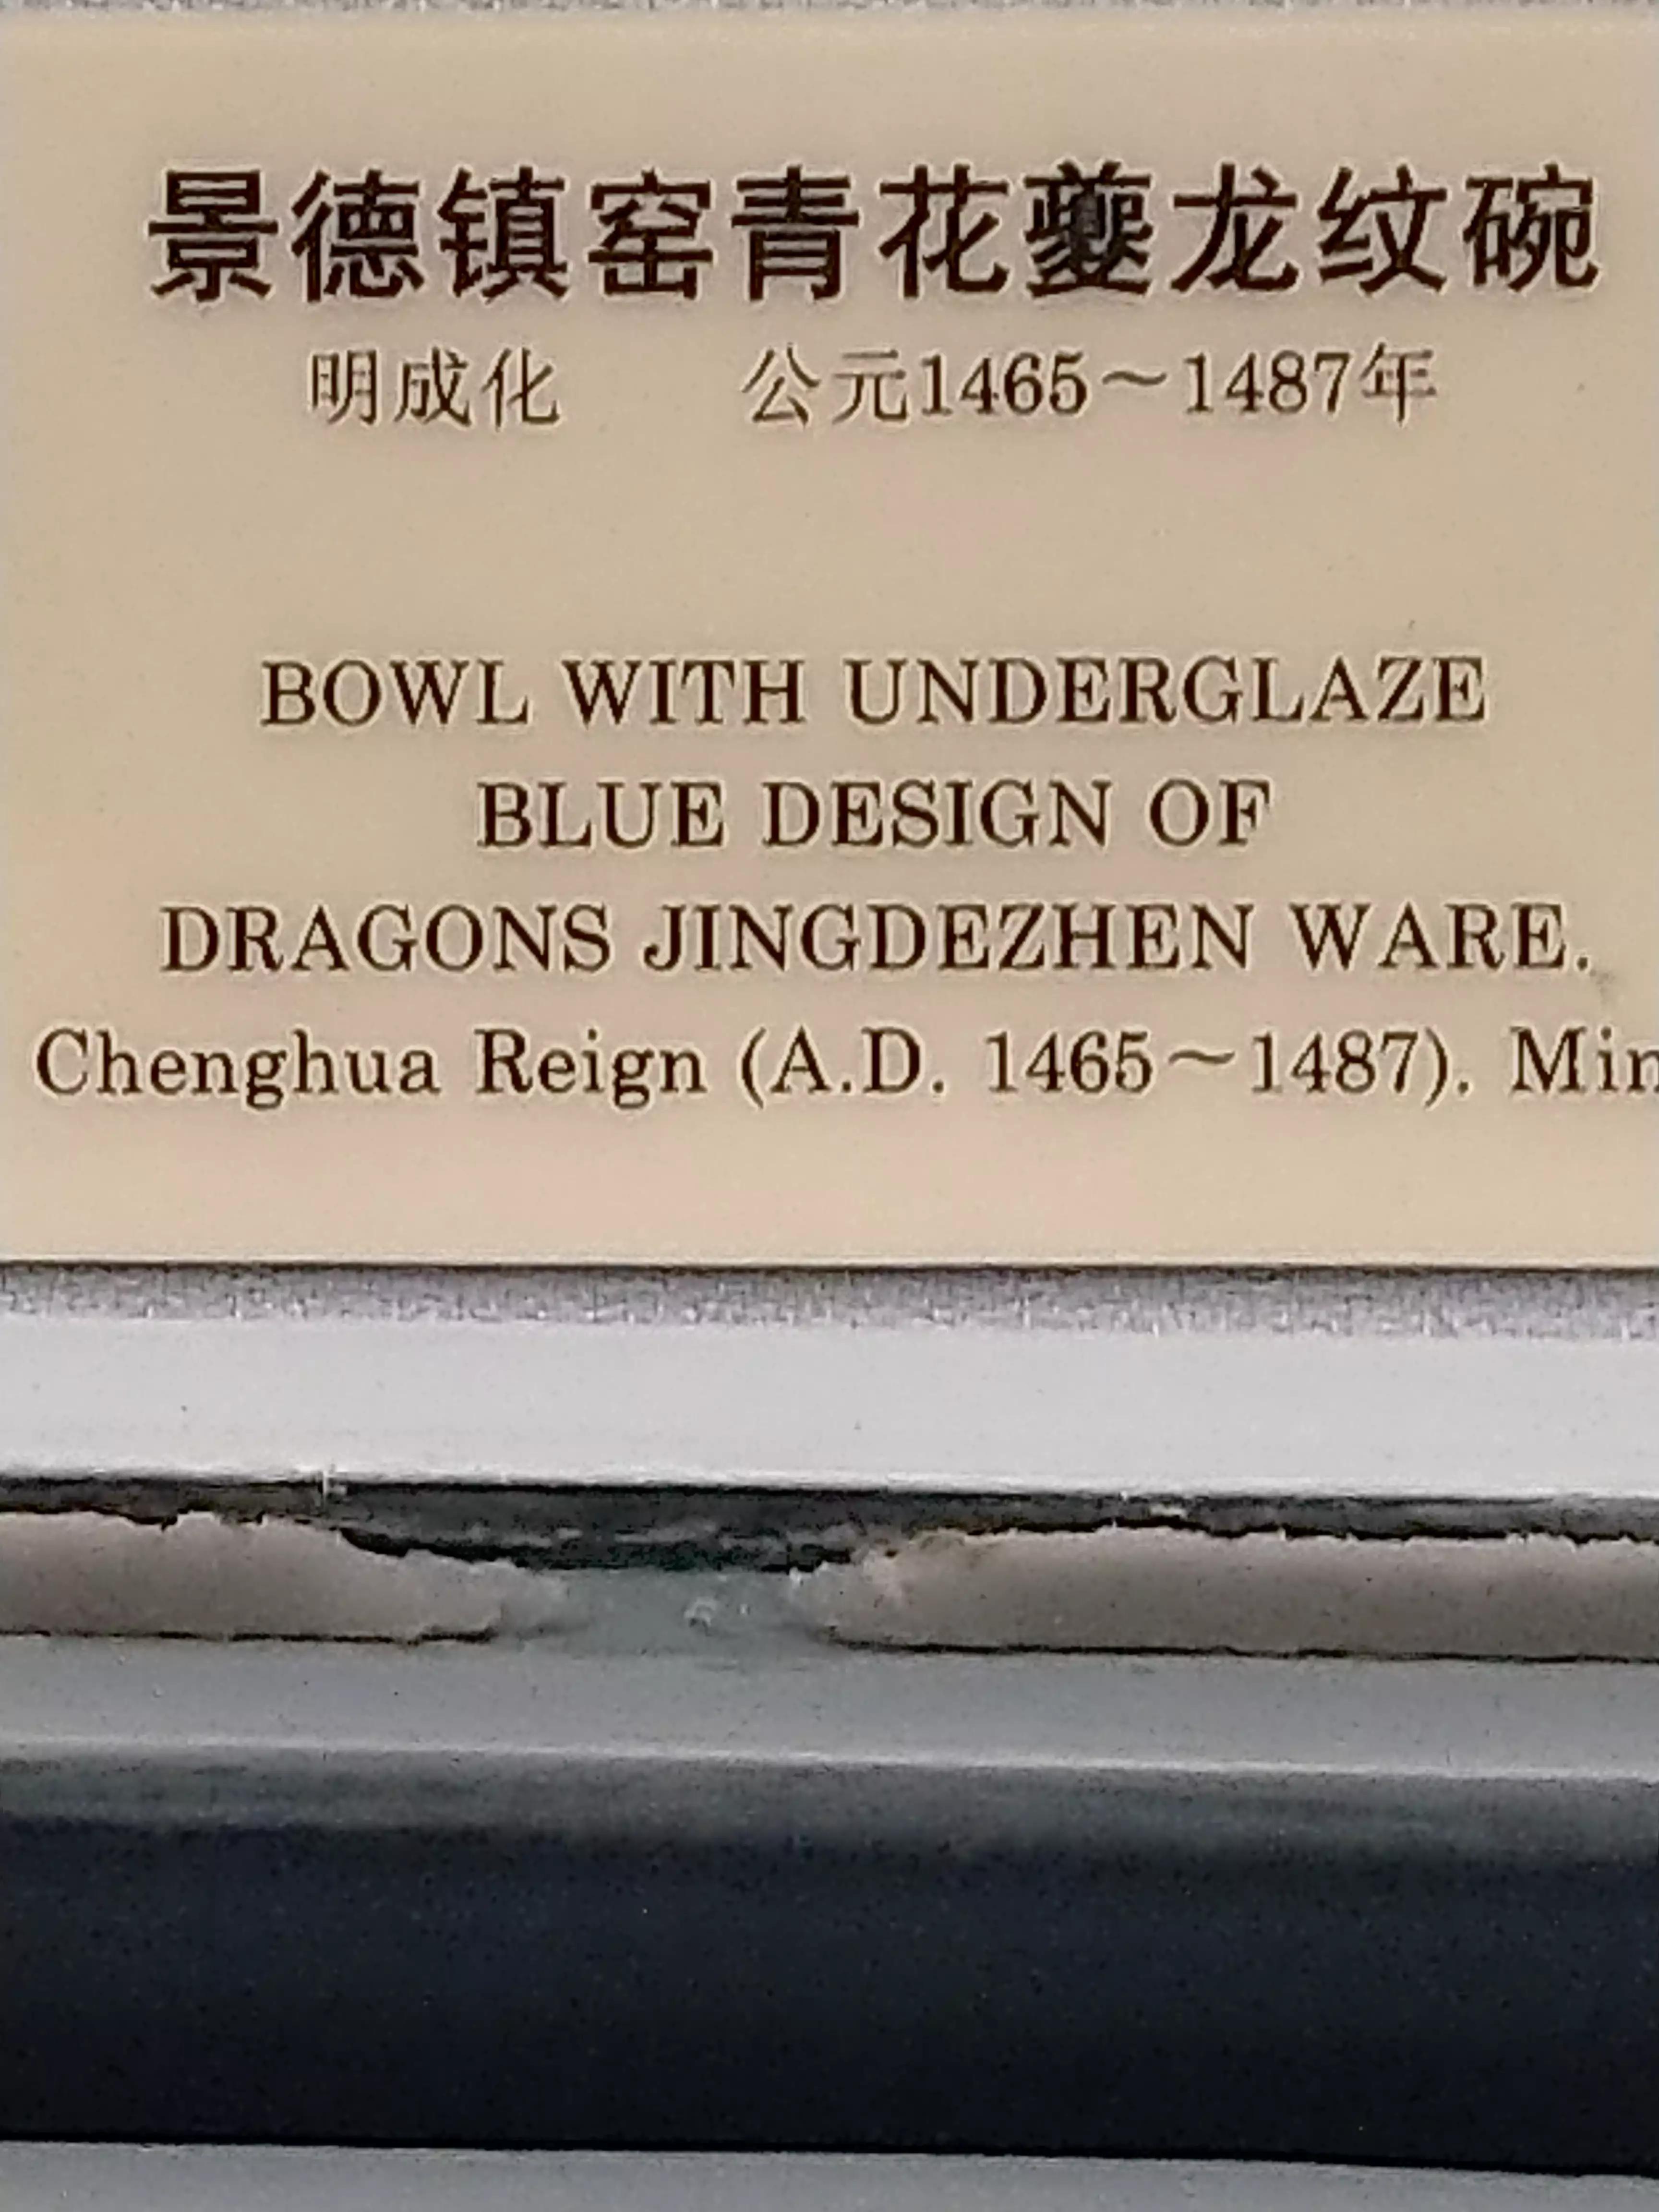 景德镇窑青花夔龙纹碗
明成化 公元1465～1487年
BOWL WITH UNDERGLAZE
BLUE DESIGN OF
DRAGONS JINGDEZHEN WARE.
Chenghua Reign (A.D. 1465～1487). Min